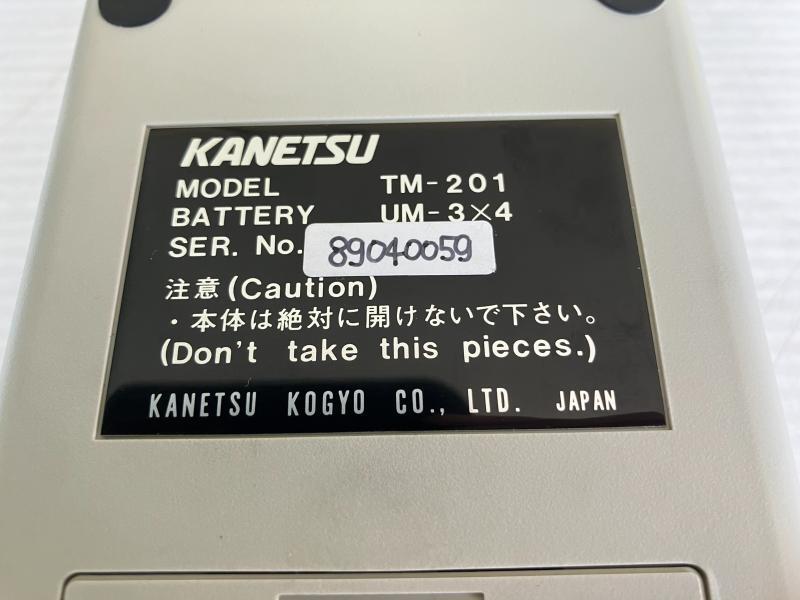 KANETSU
MODEL TM-201
BATTERY UM-3×4
SER. No. 89040059
注意(Caution)
・本体は絶対に開けないで下さい。
(Don't take this pieces.)
KANETSU KOGYO CO., LTD. JAPAN